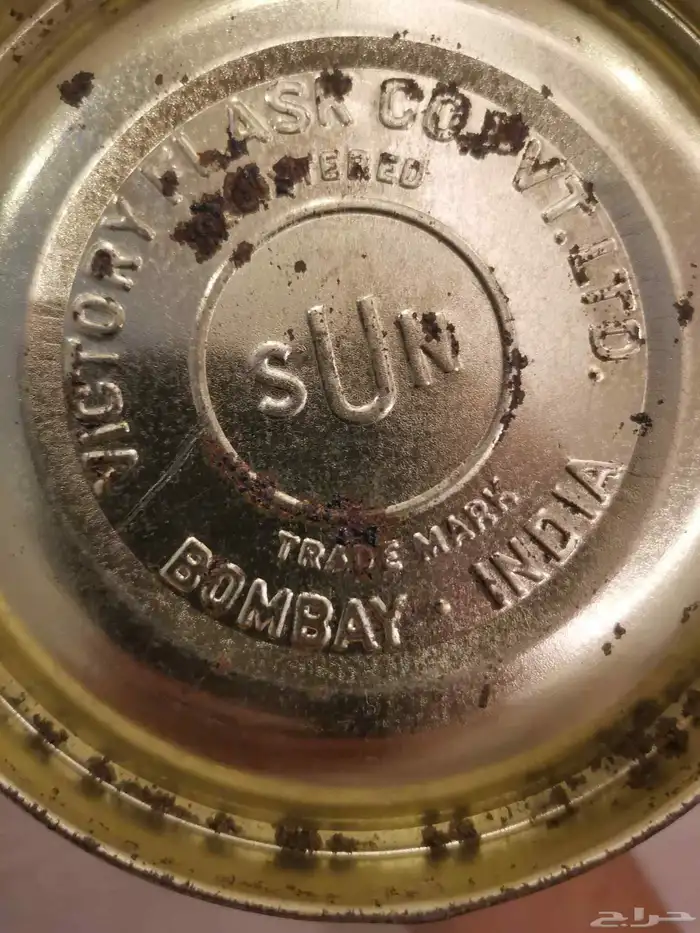 VICTORY FLASK CO. PVT. LTD.
REGISTERED
SUN
TRADE MARK
BOMBAY · INDIA
حراج